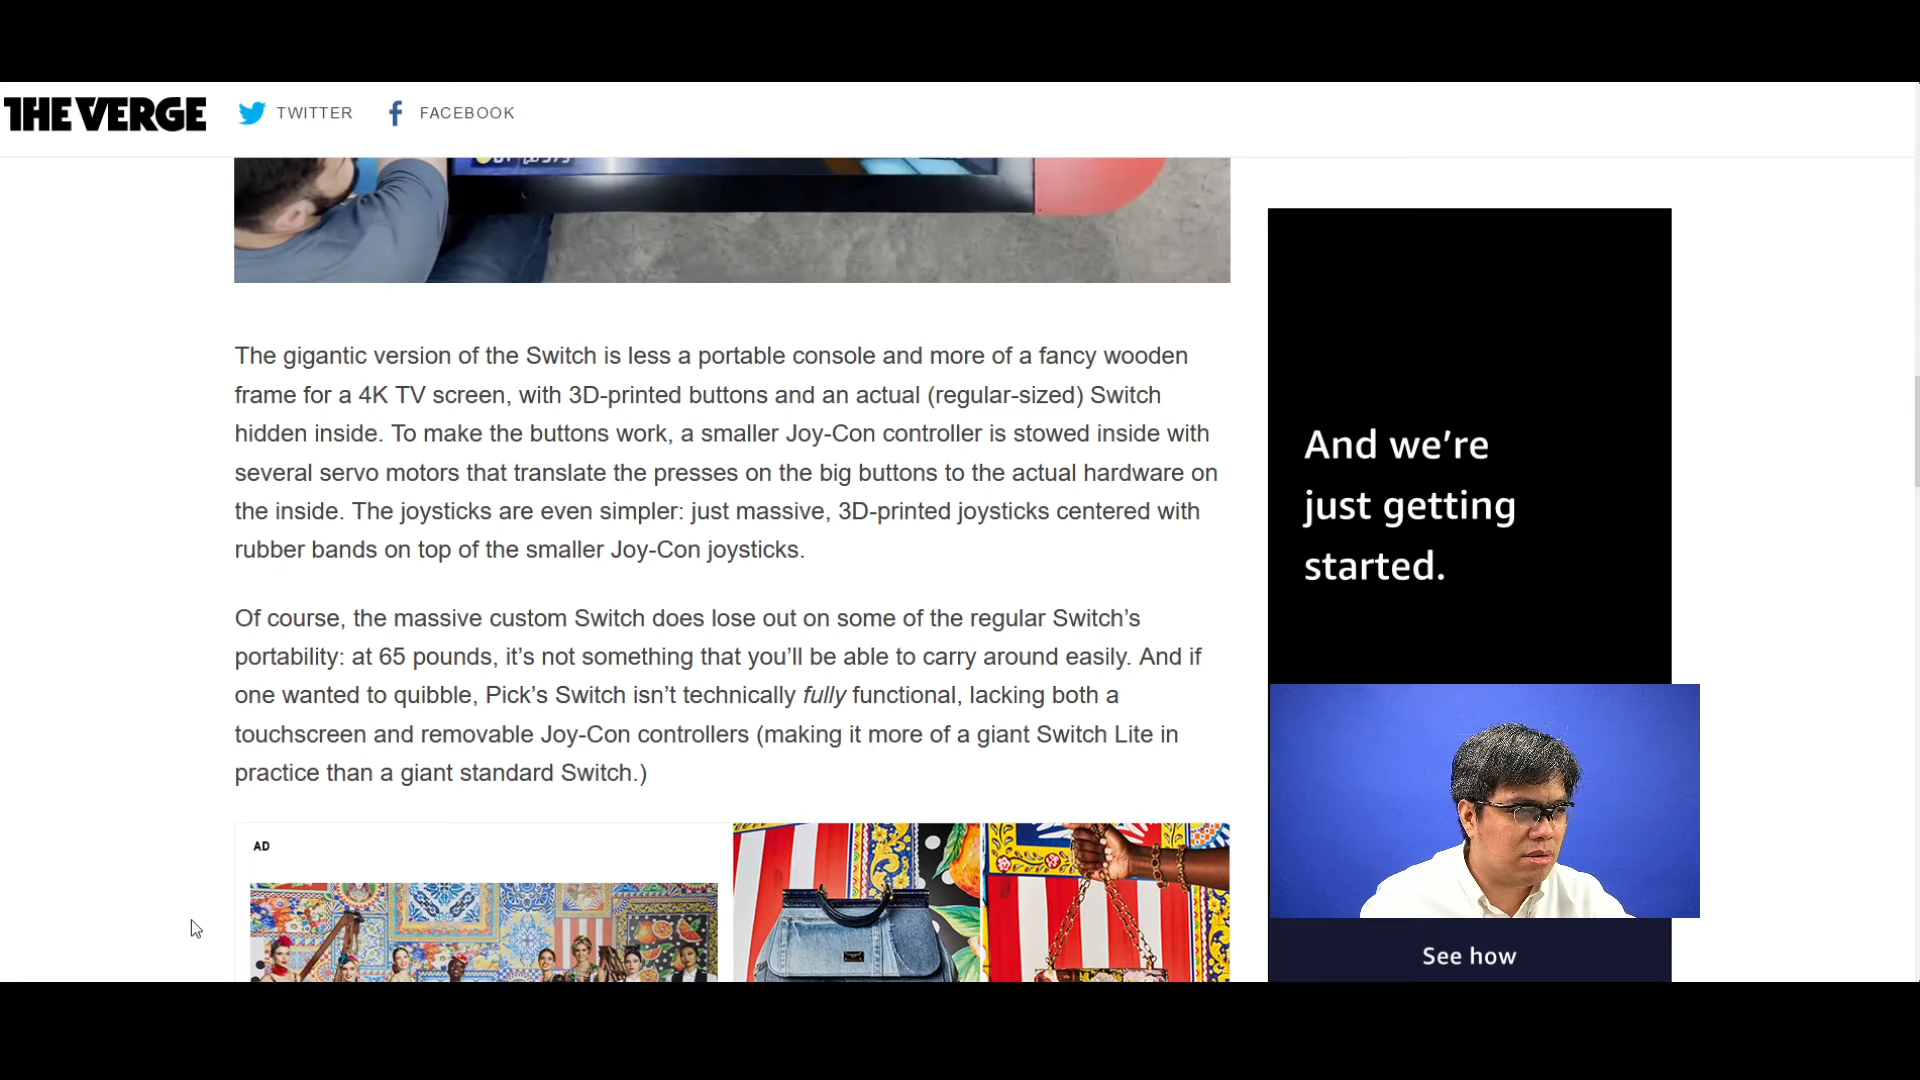 THE VERGE
TWITTER
FACEBOOK
The gigantic version of the Switch is less a portable console and more of a fancy wooden
frame for a 4K TV screen, with 3D-printed buttons and an actual (regular-sized) Switch
hidden inside. To make the buttons work, a smaller Joy-Con controller is stowed inside with
several servo motors that translate the presses on the big buttons to the actual hardware on
the inside. The joysticks are even simpler: just massive, 3D-printed joysticks centered with
rubber bands on top of the smaller Joy-Con joysticks.
Of course, the massive custom Switch does lose out on some of the regular Switch’s
portability: at 65 pounds, it’s not something that you’ll be able to carry around easily. And if
one wanted to quibble, Pick’s Switch isn’t technically fully functional, lacking both a
touchscreen and removable Joy-Con controllers (making it more of a giant Switch Lite in
practice than a giant standard Switch.)
AD
And we’re
just getting
started.
See how